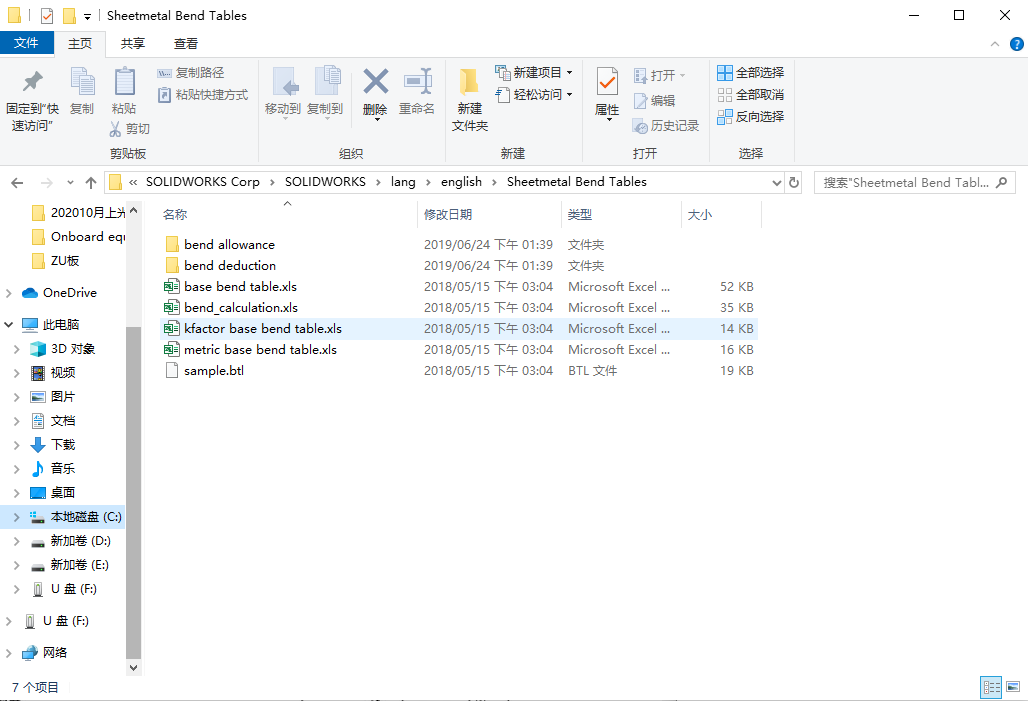 Sheetmetal Bend Tables
文件 主页 共享 查看
固定到"快速访问"
复制
粘贴
复制路径
粘贴快捷方式
剪切
剪贴板
移动到
复制到
删除
重命名
组织
新建文件夹
新建项目
轻松访问
新建
属性
打开
编辑
历史记录
打开
全部选择
全部取消
反向选择
选择
« SOLIDWORKS Corp > SOLIDWORKS > lang > english > Sheetmetal Bend Tables
搜索"Sheetmetal Bend Tabl...
202010月上光
Onboard equ
ZU板
OneDrive
此电脑
3D 对象
视频
图片
文档
下载
音乐
桌面
本地磁盘 (C:)
新加卷 (D:)
新加卷 (E:)
U 盘 (F:)
U 盘 (F:)
网络
名称 修改日期 类型 大小
bend allowance 2019/06/24 下午 01:39 文件夹
bend deduction 2019/06/24 下午 01:39 文件夹
base bend table.xls 2018/05/15 下午 03:04 Microsoft Excel ... 52 KB
bend_calculation.xls 2018/05/15 下午 03:04 Microsoft Excel ... 35 KB
kfactor base bend table.xls 2018/05/15 下午 03:04 Microsoft Excel ... 14 KB
metric base bend table.xls 2018/05/15 下午 03:04 Microsoft Excel ... 16 KB
sample.btl 2018/05/15 下午 03:04 BTL 文件 19 KB
7 个项目